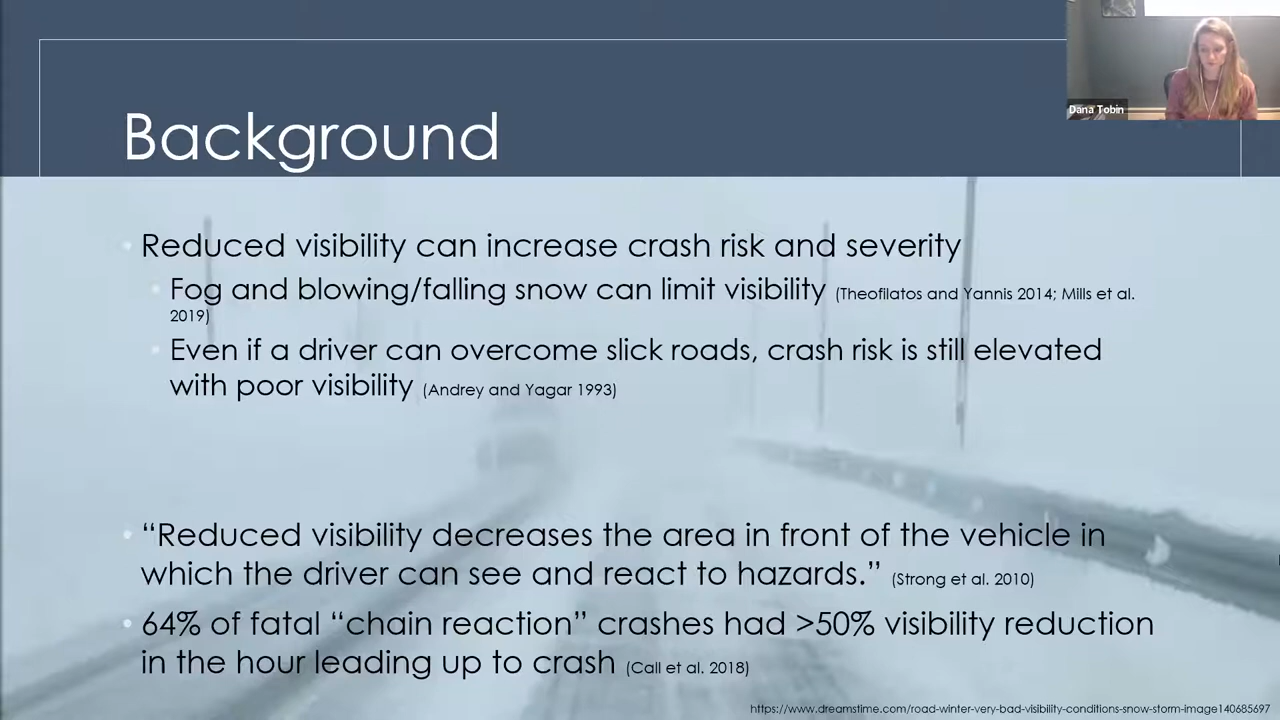 Dana Tobin
Background
Reduced visibility can increase crash risk and severity
Fog and blowing/falling snow can limit visibility (Theofilatos and Yannis 2014; Mills et al.
2019)
Even if a driver can overcome slick roads, crash risk is still elevated
with poor visibility (Andrey and Yagar 1993)
“Reduced visibility decreases the area in front of the vehicle in
which the driver can see and react to hazards.” (Strong et al. 2010)
64% of fatal “chain reaction” crashes had >50% visibility reduction
in the hour leading up to crash (Call et al. 2018)
https://www.dreamstime.com/road-winter-very-bad-visibility-conditions-snow-storm-image140685697